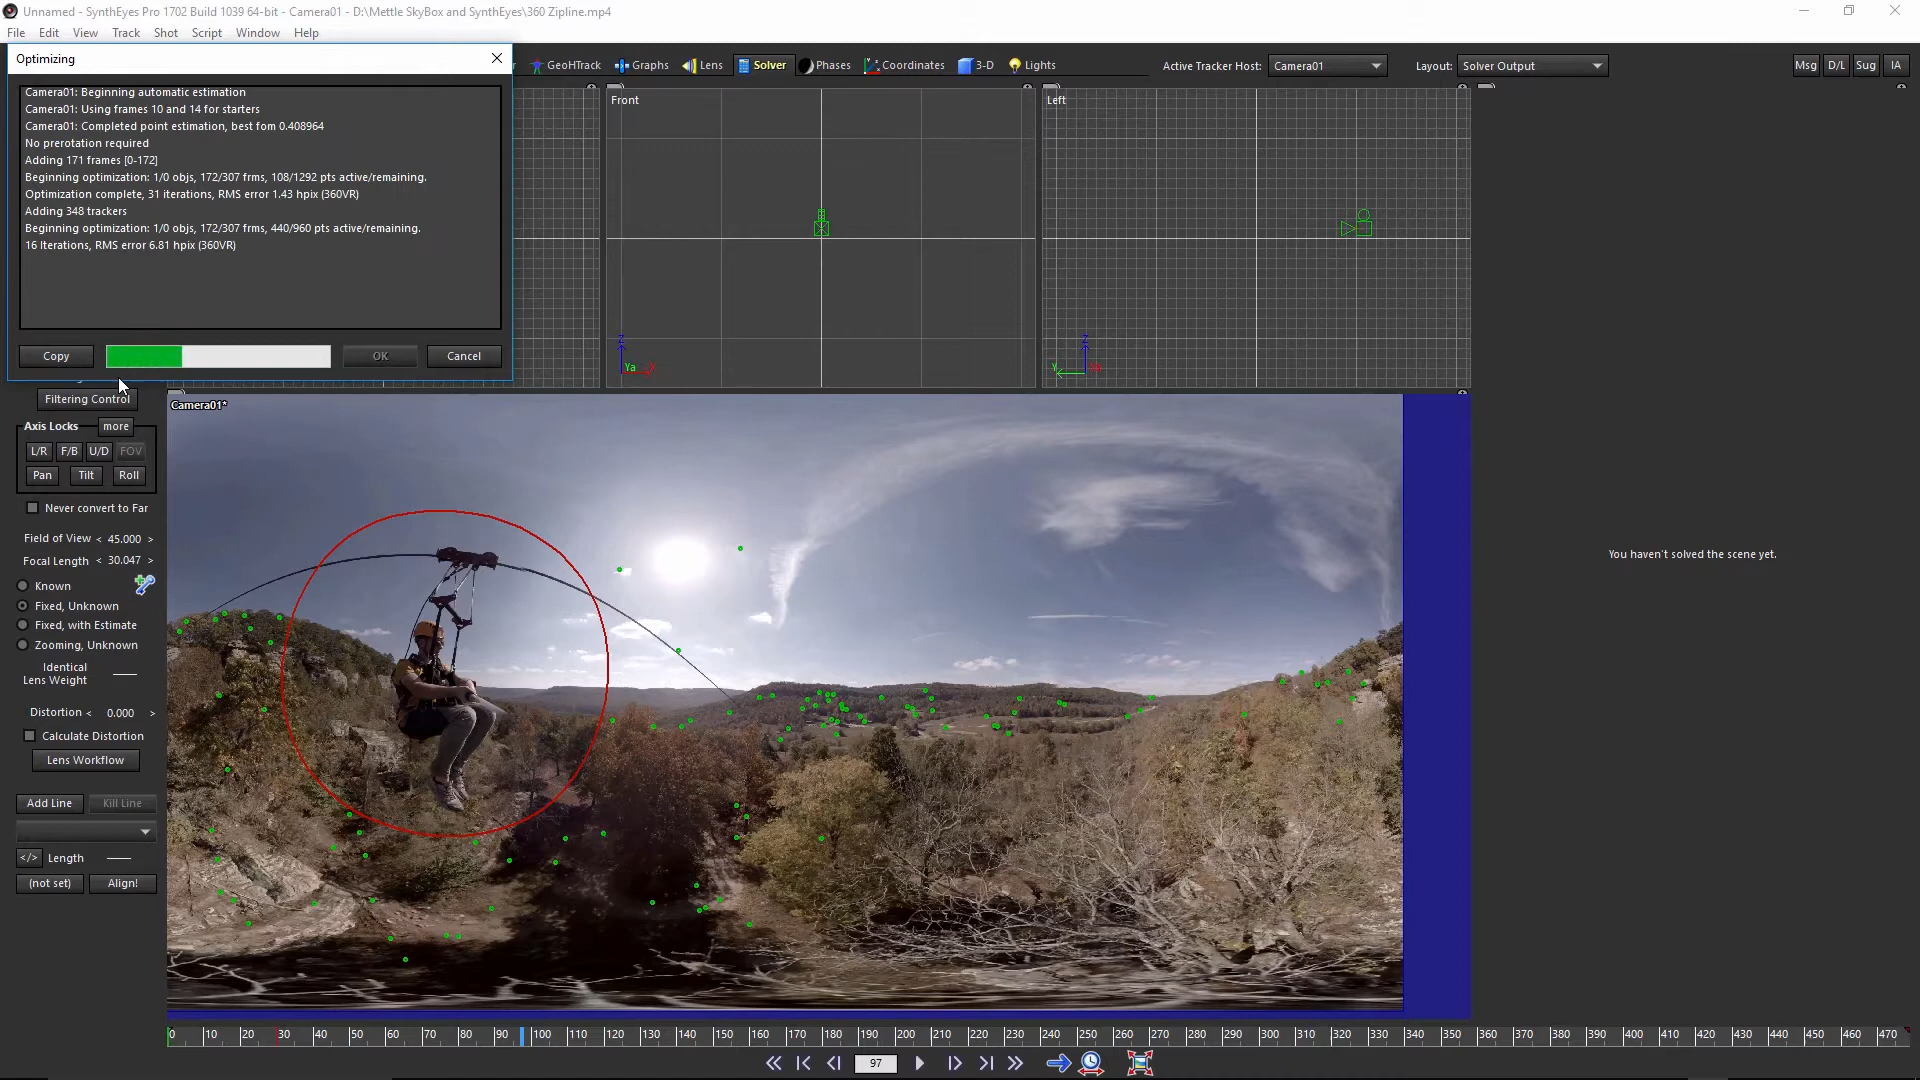 Unnamed - SynthEyes Pro 1702 Build 1039 64-bit - Camera01 - D:\Mettle SkyBox and SynthEyes\360 Zipline.mp4
File Edit View Track Shot Script Window Help
Optimizing
GeoHTrack Graphs Lens Solver Phases Coordinates 3-D Lights Active Tracker Host: Camera01 Layout: Solver Output Msg D/L Sug IA
Camera01: Beginning automatic estimation
Camera01: Using frames 10 and 14 for starters
Camera01: Completed point estimation, best fom 0.408964
No prerotation required
Adding 171 frames [0-172]
Beginning optimization: 1/0 objs, 172/307 frms, 108/1292 pts active/remaining.
Optimization complete, 31 iterations, RMS error 1.43 hpix (360VR)
Adding 348 trackers
Beginning optimization: 1/0 objs, 172/307 frms, 440/960 pts active/remaining.
16 Iterations, RMS error 6.81 hpix (360VR)
Copy OK Cancel
Front
Z
Ya X
Left
Z
Y
Filtering Control
Axis Locks more
L/R F/B U/D FOV
Pan Tilt Roll
Never convert to Far
Field of View < 45.000 >
Focal Length < 30.047 >
Known
Fixed, Unknown
Fixed, with Estimate
Zooming, Unknown
Identical
Lens Weight
Distortion < 0.000 >
Calculate Distortion
Lens Workflow
Add Line Kill Line
</> Length
(not set) Align!
Camera01*
You haven't solved the scene yet.
0 10 20 30 40 50 60 70 80 90 100 110 120 130 140 150 160 170 180 190 200 210 220 230 240 250 260 270 280 290 300 310 320 330 340 350 360 370 380 390 400 410 420 430 440 450 460 470
97